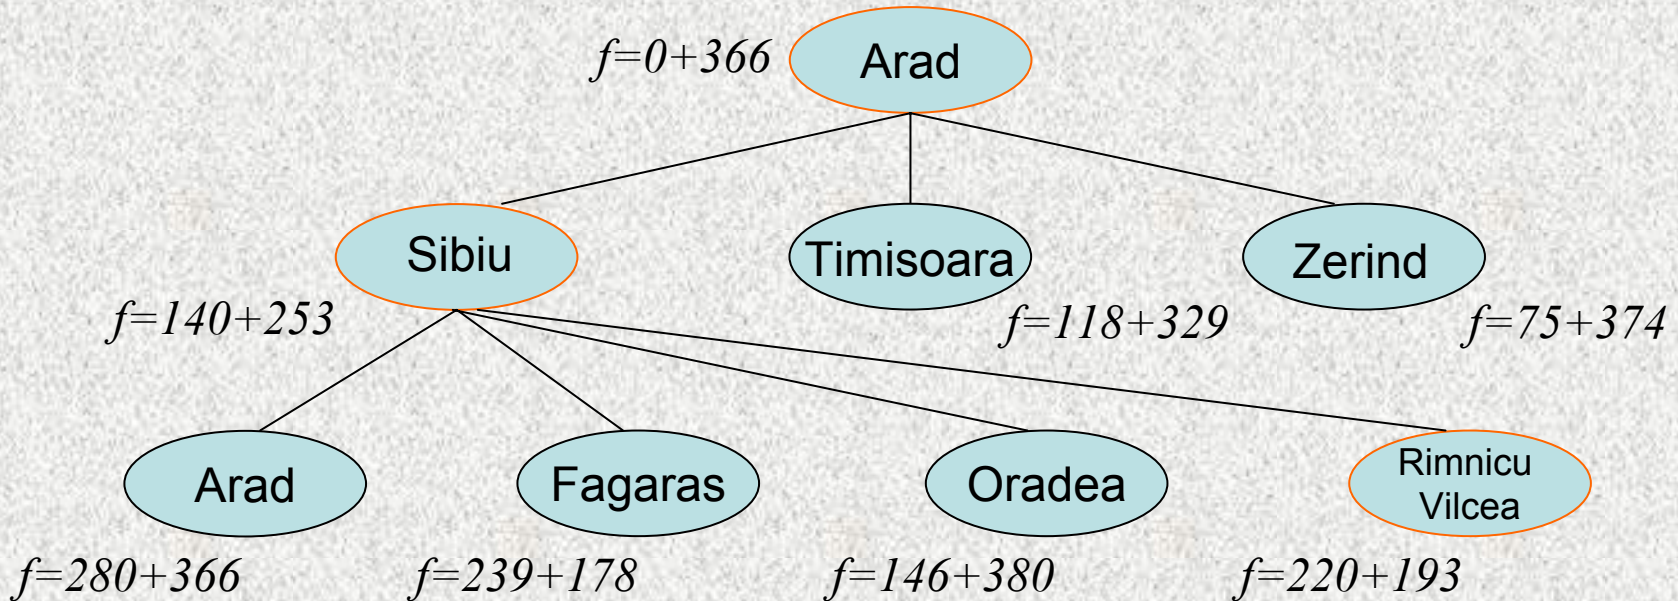 f=0+366
Arad
Sibiu
Timisoara
Zerind
f=140+253
f=118+329
f=75+374
Arad
Fagaras
Oradea
Rimnicu
Vilcea
f=280+366
f=239+178
f=146+380
f=220+193